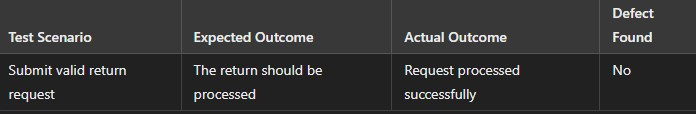 Defect
Test Scenario Expected Outcome Actual Outcome Found
Submit valid return The return should be Request processed No
request processed successfully